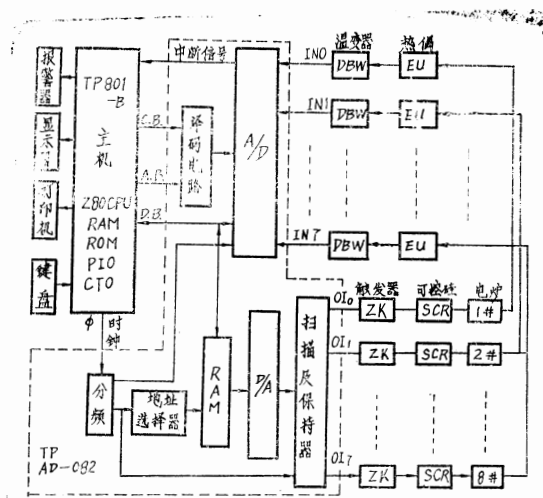 报警器
显示器
打印机
键盘
TP801
-B
主机
Z80CPU
RAM
ROM
PIO
CTO
中断信号
C.B.
A.B.
D.B.
译码电路
A/D
IN0
IN1
IN7
温变器
热偶
DBW
EU
DBW
EU
DBW
EU
φ
时钟
分频
地址
选择器
RAM
D/A
扫描及保持器
OI0
OI1
OI7
触发器
可控硅
电炉
ZK
SCR
1#
ZK
SCR
2#
ZK
SCR
8#
TP
AD-082